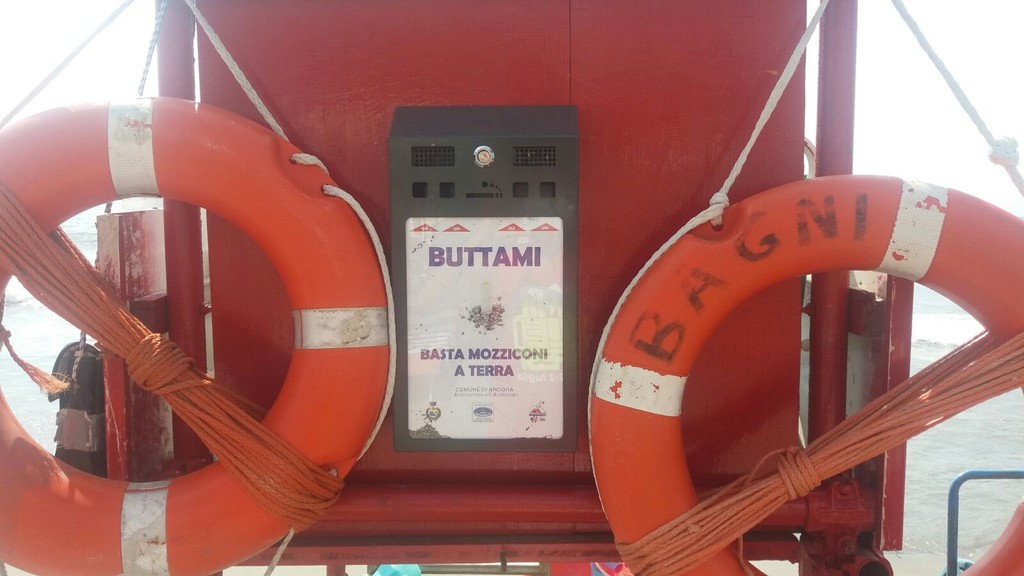 BUTTAMI
BASTA MOZZICONI
A TERRA
COMUNE DI ANDORA
BAGNI